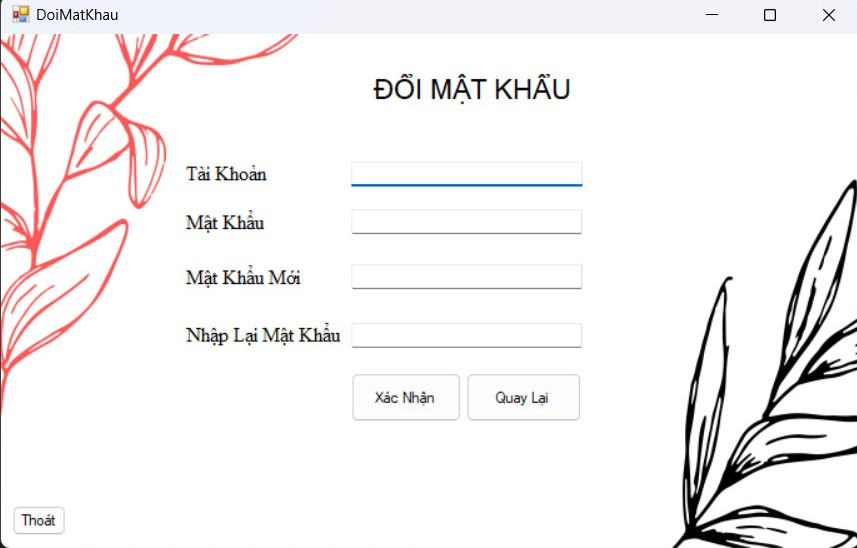 DoiMatKhau
ĐỔI MẬT KHẨU
Tài Khoản
Mật Khẩu
Mật Khẩu Mới
Nhập Lại Mật Khẩu
Xác Nhận Quay Lại
Thoát